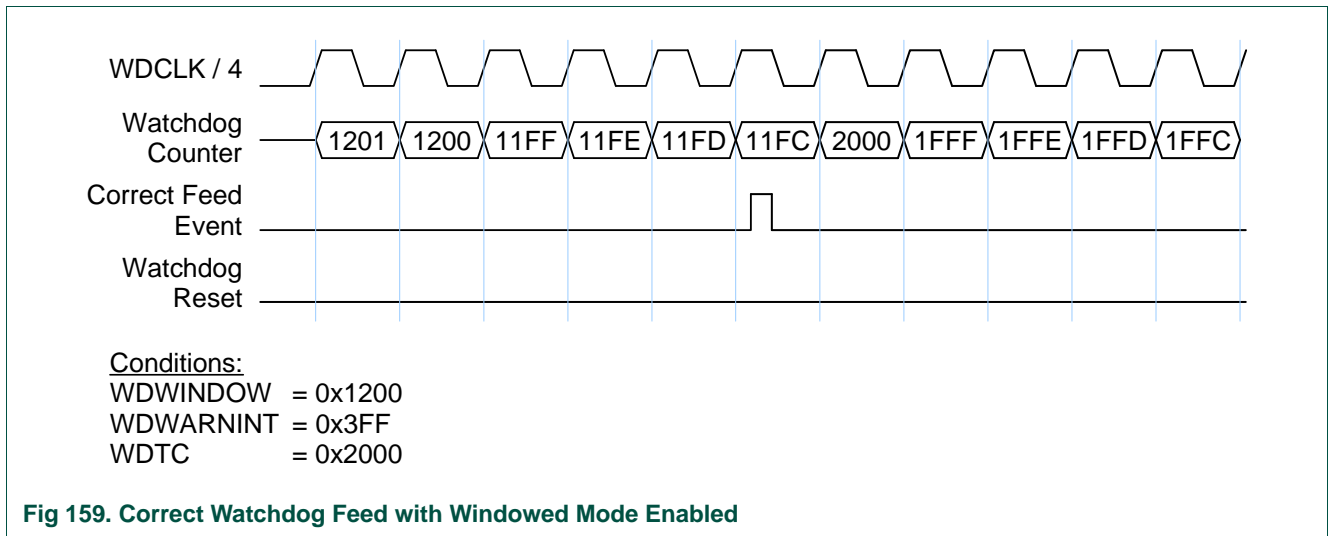 WDCLK / 4
Watchdog
Counter
1201 1200 11FF 11FE 11FD 11FC 2000 1FFF 1FFE 1FFD 1FFC
Correct Feed
Event
Watchdog
Reset
Conditions:
WDWINDOW = 0x1200
WDWARNINT = 0x3FF
WDTC = 0x2000
Fig 159. Correct Watchdog Feed with Windowed Mode Enabled